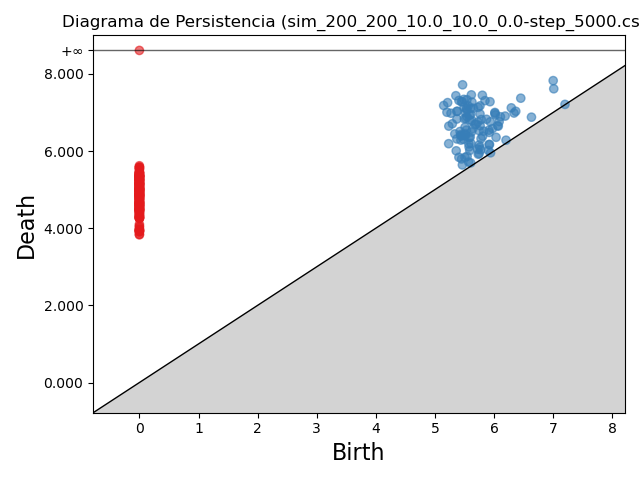 Diagrama de Persistencia (sim_200_200_10.0_10.0_0.0-step_5000.cs
+∞
8.000
6.000
4.000
2.000
0.000
Death
0 1 2 3 4 5 6 7 8
Birth